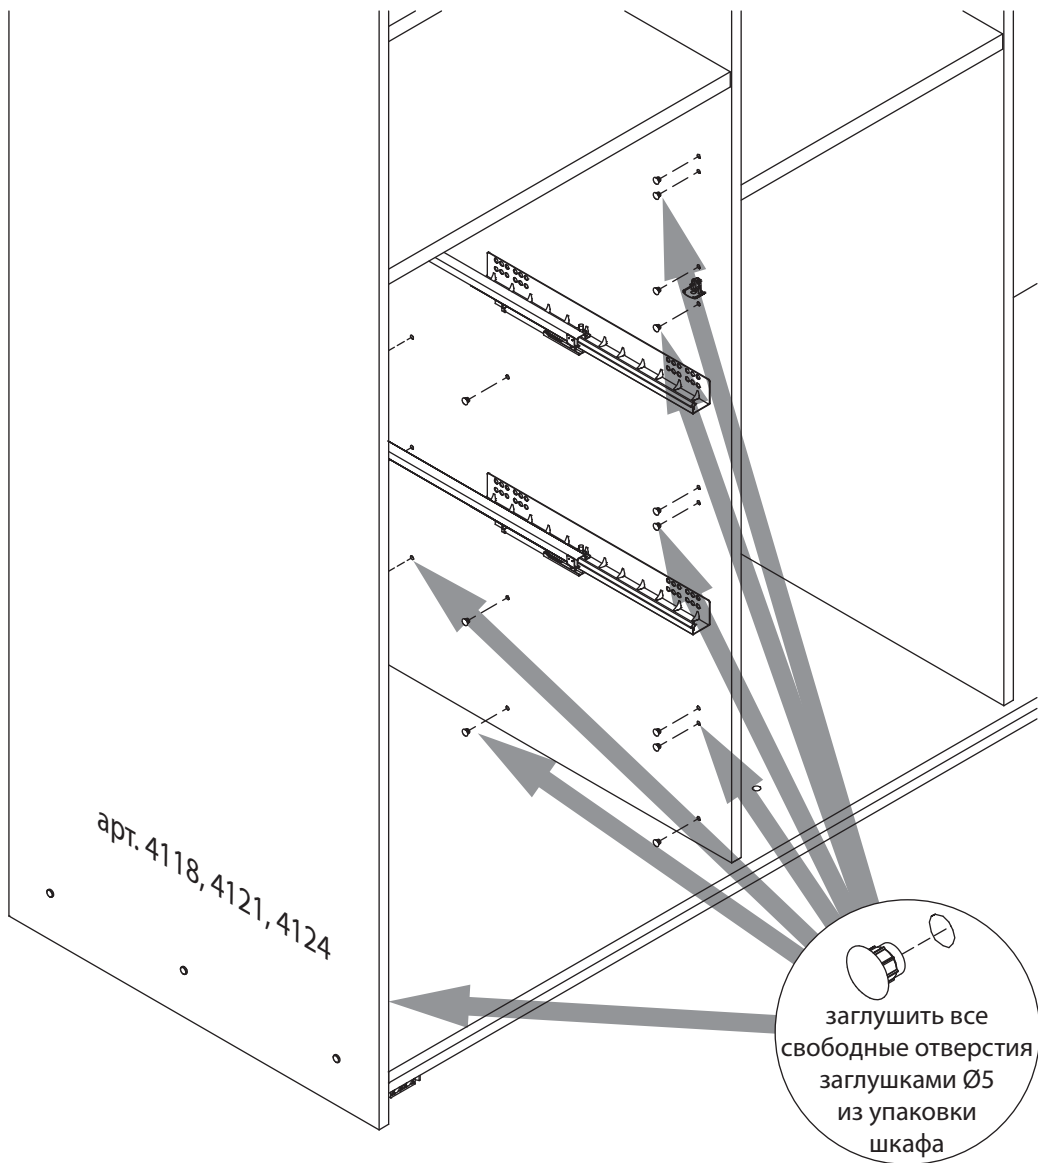 арт. 4118, 4121, 4124
заглушить все
свободные отверстия
заглушками Ø5
из упаковки
шкафа